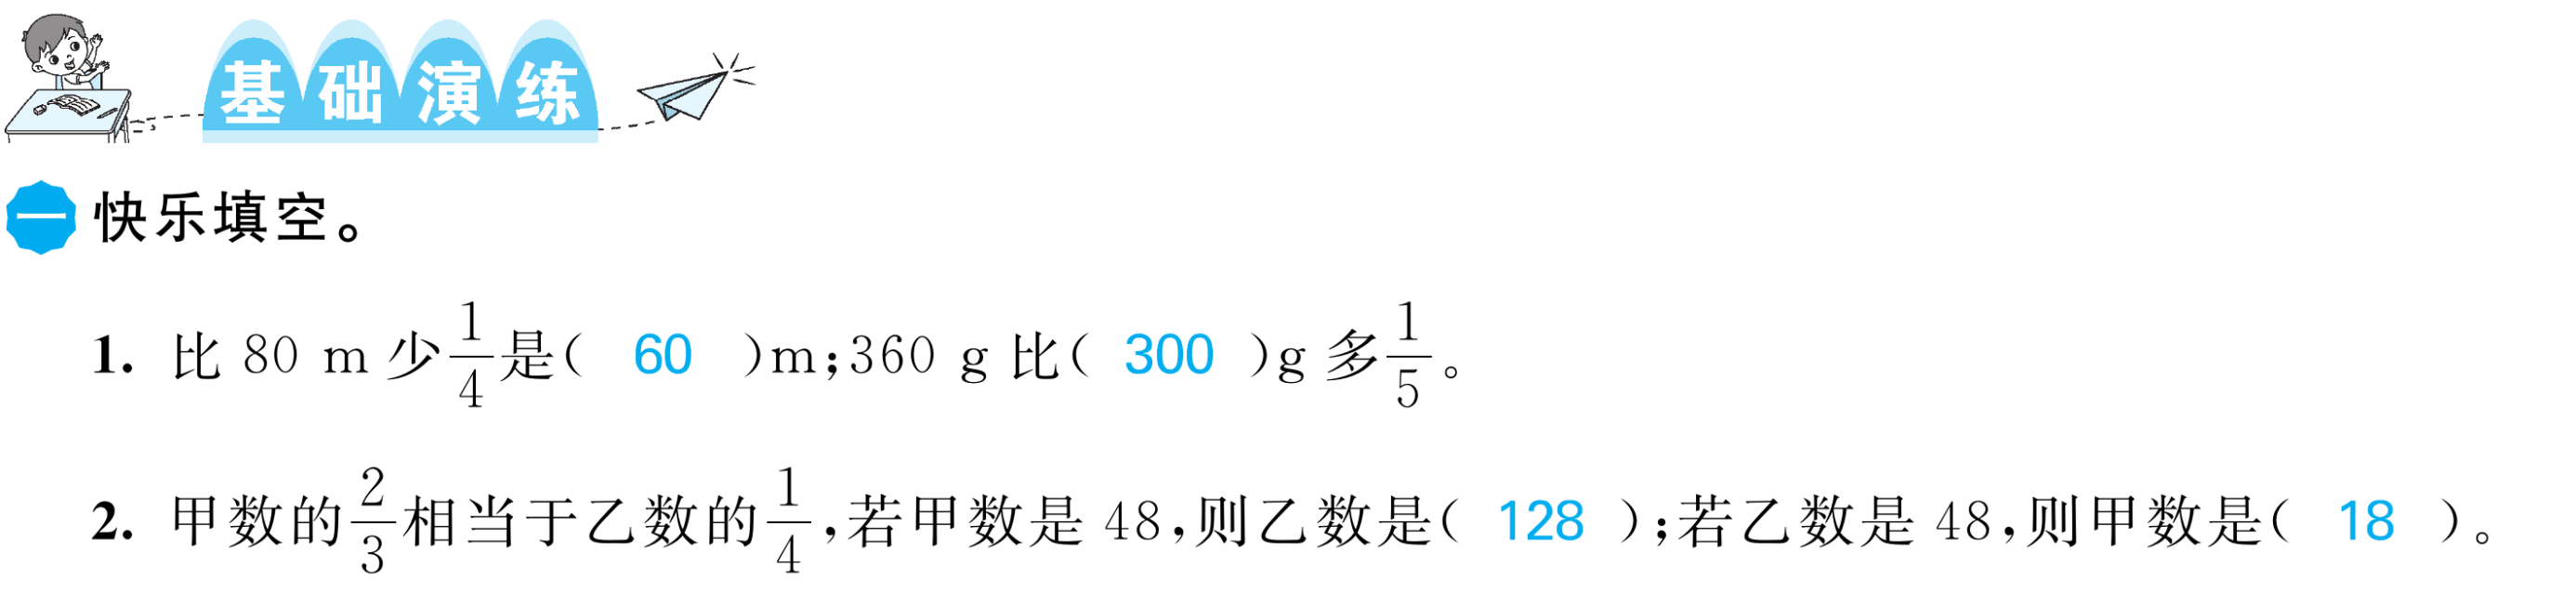 基础演练
一 快乐填空。
1. 比 80 m 少1/4是( 60 )m;360 g 比( 300 )g 多1/5。
2. 甲数的2/3相当于乙数的1/4,若甲数是 48,则乙数是( 128 );若乙数是 48,则甲数是( 18 )。